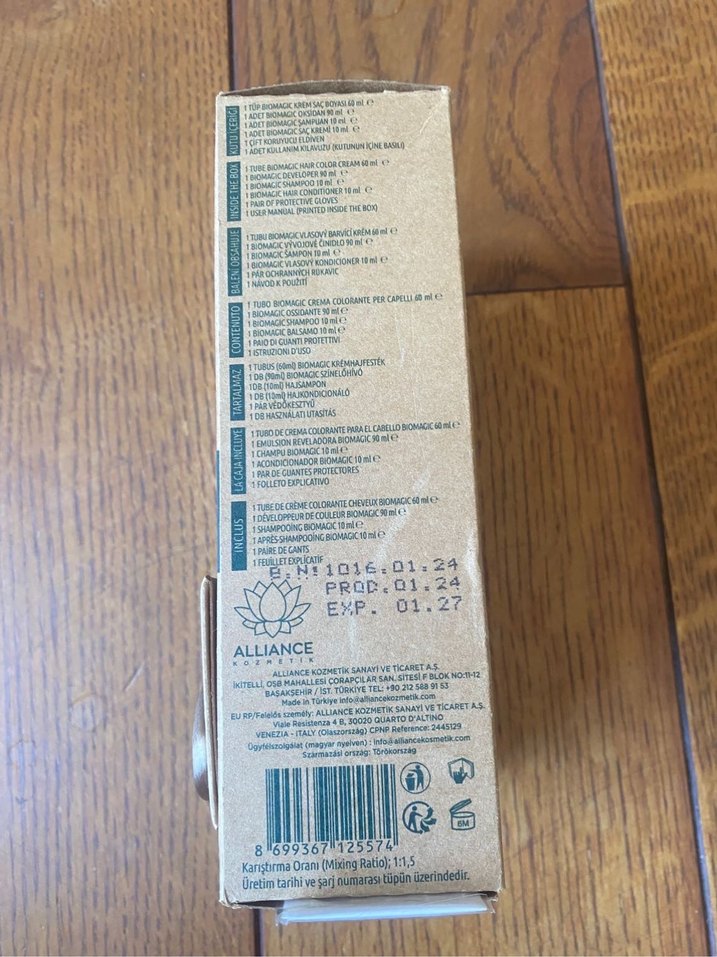 KUTU İÇERİĞİ
1 TÜP BIOMAGIC KREM SAÇ BOYASI 60 ml ℮
1 ADET BIOMAGIC OKSİDAN 90 ml ℮
1 ADET BIOMAGIC ŞAMPUAN 10 ml ℮
1 ADET BIOMAGIC SAÇ KREMİ 10 ml ℮
1 ÇİFT KORUYUCU ELDİVEN
1 ADET KULLANIM KILAVUZU (KUTUNUN İÇİNE BASILI)
INSIDE THE BOX
1 TUBE BIOMAGIC HAIR COLOR CREAM 60 ml ℮
1 BIOMAGIC DEVELOPER 90 ml ℮
1 BIOMAGIC SHAMPOO 10 ml ℮
1 BIOMAGIC HAIR CONDITIONER 10 ml ℮
1 PAIR OF PROTECTIVE GLOVES
1 USER MANUAL (PRINTED INSIDE THE BOX)
BALENÍ OBSAHUJE
1 TUBU BIOMAGIC VLASOVÝ BARVICÍ KRÉM 60 ml ℮
1 BIOMAGIC VÝVOJOVÉ ČINIDLO 90 ml ℮
1 BIOMAGIC ŠAMPON 10 ml ℮
1 BIOMAGIC VLASOVÝ KONDICIONER 10 ml ℮
1 PÁR OCHRANNÝCH RUKAVIC
1 NÁVOD K POUŽITÍ
CONTENUTO
1 TUBO BIOMAGIC CREMA COLORANTE PER CAPELLI 60 ml ℮
1 BIOMAGIC OSSIDANTE 90 ml ℮
1 BIOMAGIC SHAMPOO 10 ml ℮
1 BIOMAGIC BALSAMO 10 ml ℮
1 PAIO DI GUANTI PROTETTIVI
1 ISTRUZIONI D'USO
TARTALMAZ
1 TUBUS (60ml) BIOMAGIC KRÉMHAJFESTÉK
1 DB (90ml) BIOMAGIC SZÍNELŐHÍVÓ
1 DB (10ml) HAJSAMPON
1 DB (10ml) HAJKONDICIONÁLÓ
1 PÁR VÉDŐKESZTYŰ
1 DB HASZNÁLATI UTASÍTÁS
LA CAJA INCLUYE
1 TUBO DE CREMA COLORANTE PARA EL CABELLO BIOMAGIC 60 ml ℮
1 EMULSION REVELADORA BIOMAGIC 90 ml ℮
1 CHAMPU BIOMAGIC 10 ml ℮
1 ACONDICIONADOR BIOMAGIC 10 ml ℮
1 PAR DE GUANTES PROTECTORES
1 FOLLETO EXPLICATIVO
INCLUS
1 TUBE DE CRÈME COLORANTE CHEVEUX BIOMAGIC 60 ml ℮
1 DÉVELOPPEUR DE COULEUR BIOMAGIC 90 ml ℮
1 SHAMPOOING BIOMAGIC 10 ml ℮
1 APRÈS-SHAMPOOING BIOMAGIC 10 ml ℮
1 PAIRE DE GANTS
1 FEUILLET EXPLICATIF
B.N: 1016.01.24
PROD.01.24
EXP. 01.27
ALLIANCE
KOZMETIK
ALLIANCE KOZMETİK SANAYİ VE TİCARET A.Ş.
İKİTELLİ, OSB MAHALLESİ ÇORAPÇILAR SAN. SİTESİ F BLOK NO:11-12
BAŞAKŞEHİR / İST. TÜRKİYE TEL: +90 212 588 91 53
Made in Türkiye info@alliancekozmetik.com
EU RP/Felelős személy: ALLIANCE KOZMETİK SANAYİ VE TİCARET A.Ş.
Viale Resistenza 4 B, 30020 QUARTO D'ALTINO
VENEZIA - ITALY (Olaszország) CPNP Reference: 2445129
Ügyfélszolgálat (magyar nyelven) : info@alliancekosmetik.com
Származási ország: Törökország
6M
8 699367 125574
Karıştırma Oranı (Mixing Ratio); 1:1,5
Üretim tarihi ve şarj numarası tüpün üzerindedir.